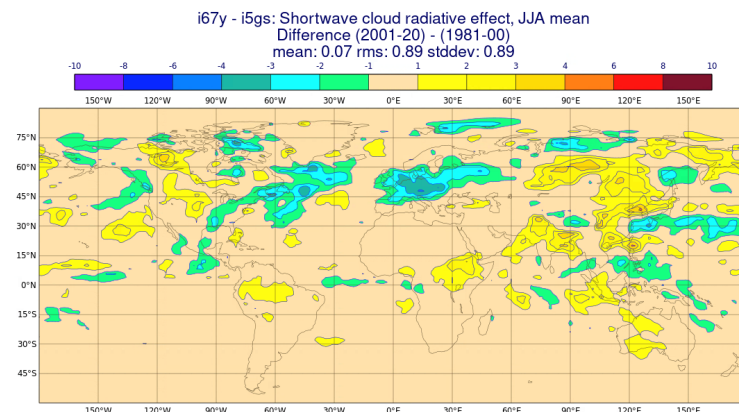 i67y - i5gs: Shortwave cloud radiative effect, JJA mean
Difference (2001-20) - (1981-00)
mean: 0.07 rms: 0.89 stddev: 0.89
-10 -8 -6 -4 -3 -2 -1 1 2 3 4 6 8 10
150°W 120°W 90°W 60°W 30°W 0°E 30°E 60°E 90°E 120°E 150°E
75°N
60°N
45°N
30°N
15°N
0°N
15°S
30°S
45°S
150°W 120°W 90°W 60°W 30°W 0°E 30°E 60°E 90°E 120°E 150°E